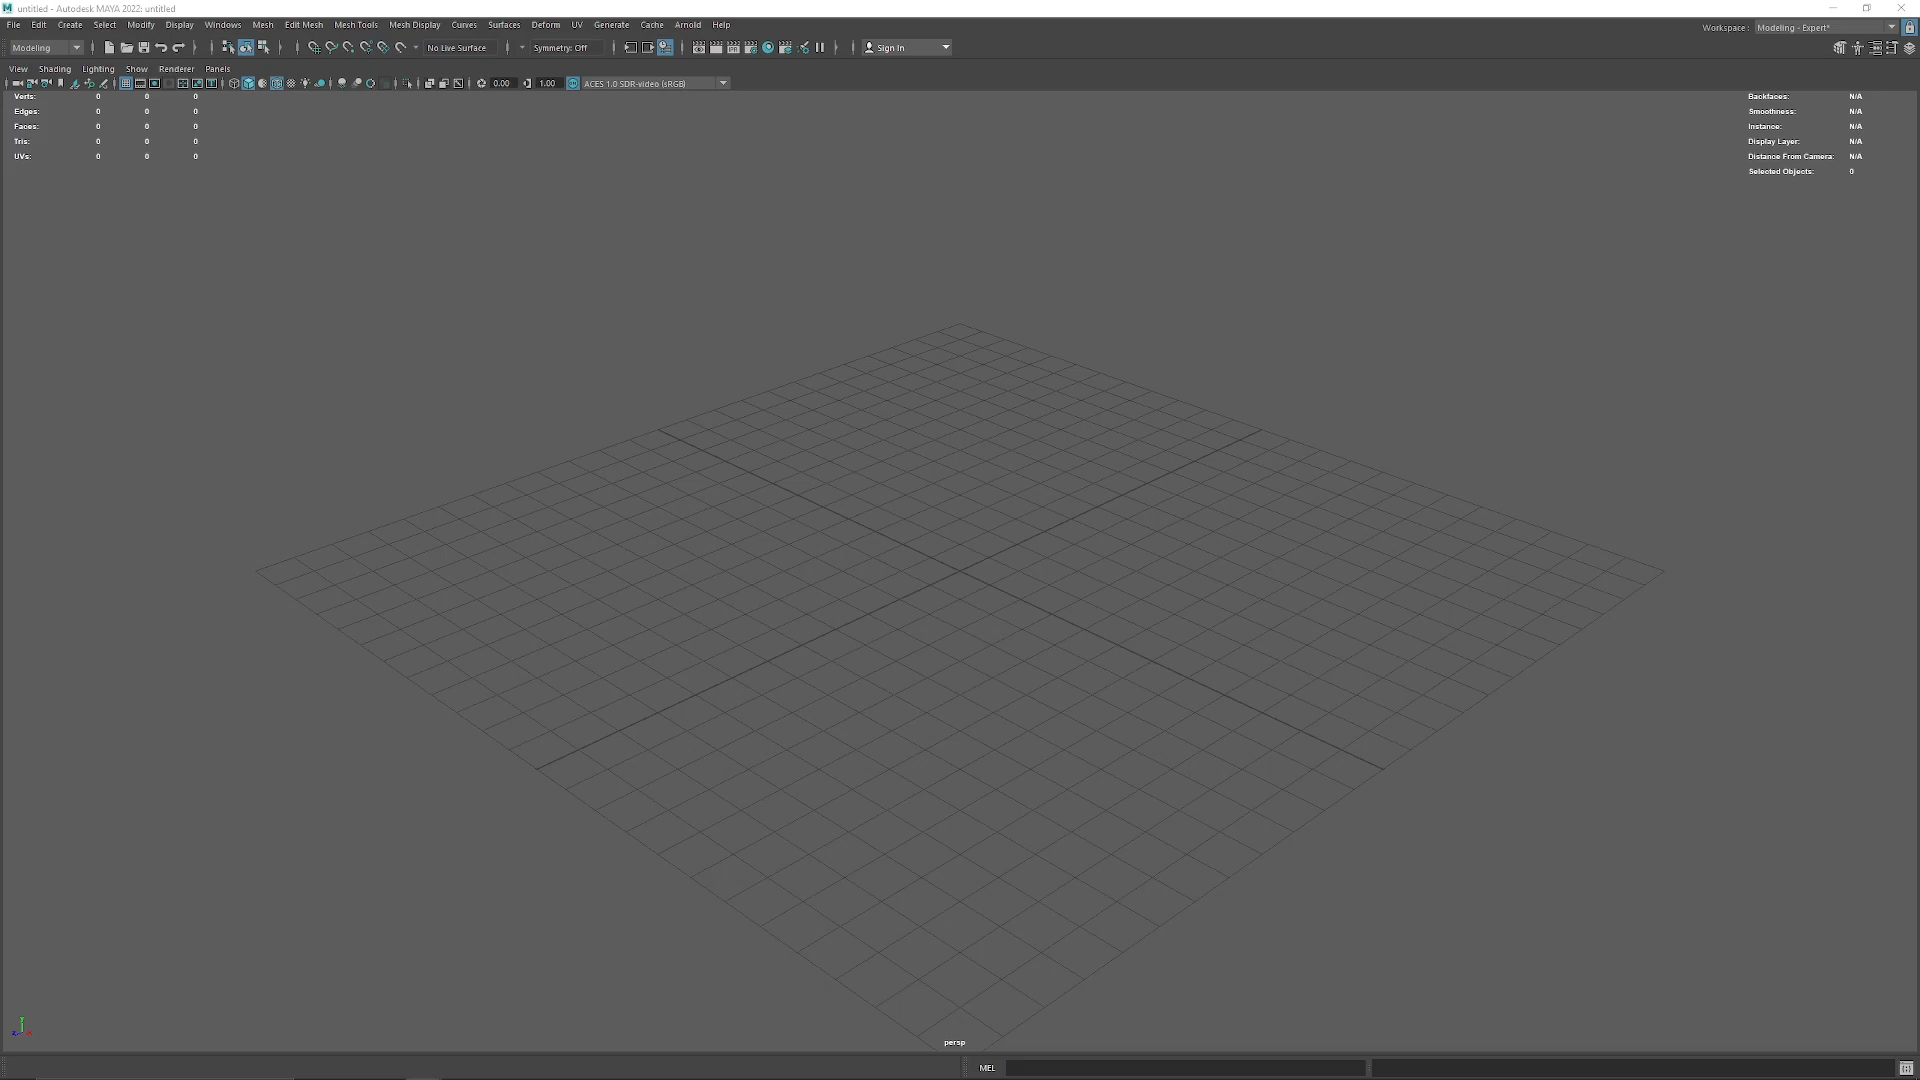 untitled - Autodesk MAYA 2022: untitled
File Edit Create Select Modify Display Windows Mesh Edit Mesh Mesh Tools Mesh Display Curves Surfaces Deform UV Generate Cache Arnold Help
Workspace : Modeling - Expert*
Modeling No Live Surface Symmetry: Off Sign In
View Shading Lighting Show Renderer Panels
0.00 1.00 ACES 1.0 SDR-video (sRGB)
Verts: 0 0 0 Backfaces: N/A
Edges: 0 0 0 Smoothness: N/A
Faces: 0 0 0 Instance: N/A
Tris: 0 0 0 Display Layer: N/A
UVs: 0 0 0 Distance From Camera: N/A
Selected Objects: 0
persp
MEL